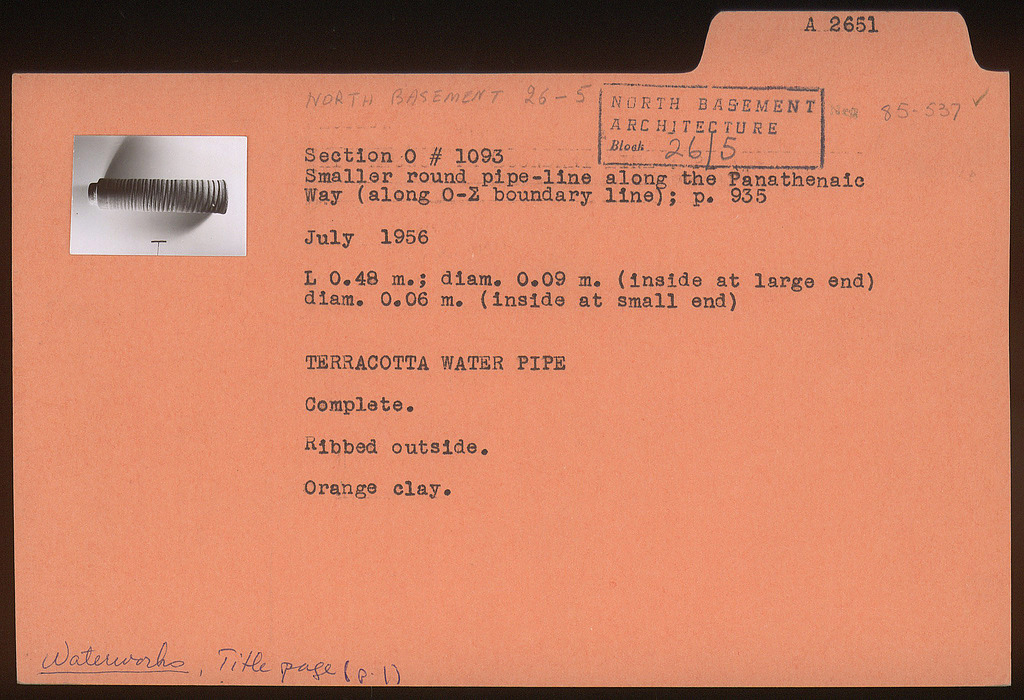 A 2651
NORTH BASEMENT 26-5
NORTH BASEMENT
ARCHITECTURE
Block 26/5
Neg. 85-537 ✓
Section O # 1093
Smaller round pipe-line along the Panathenaic
Way (along O-Σ boundary line); p. 935
July 1956
L 0.48 m.; diam. 0.09 m. (inside at large end)
diam. 0.06 m. (inside at small end)
TERRACOTTA WATER PIPE
Complete.
Ribbed outside.
Orange clay.
Waterworks, Title page (p. 1)